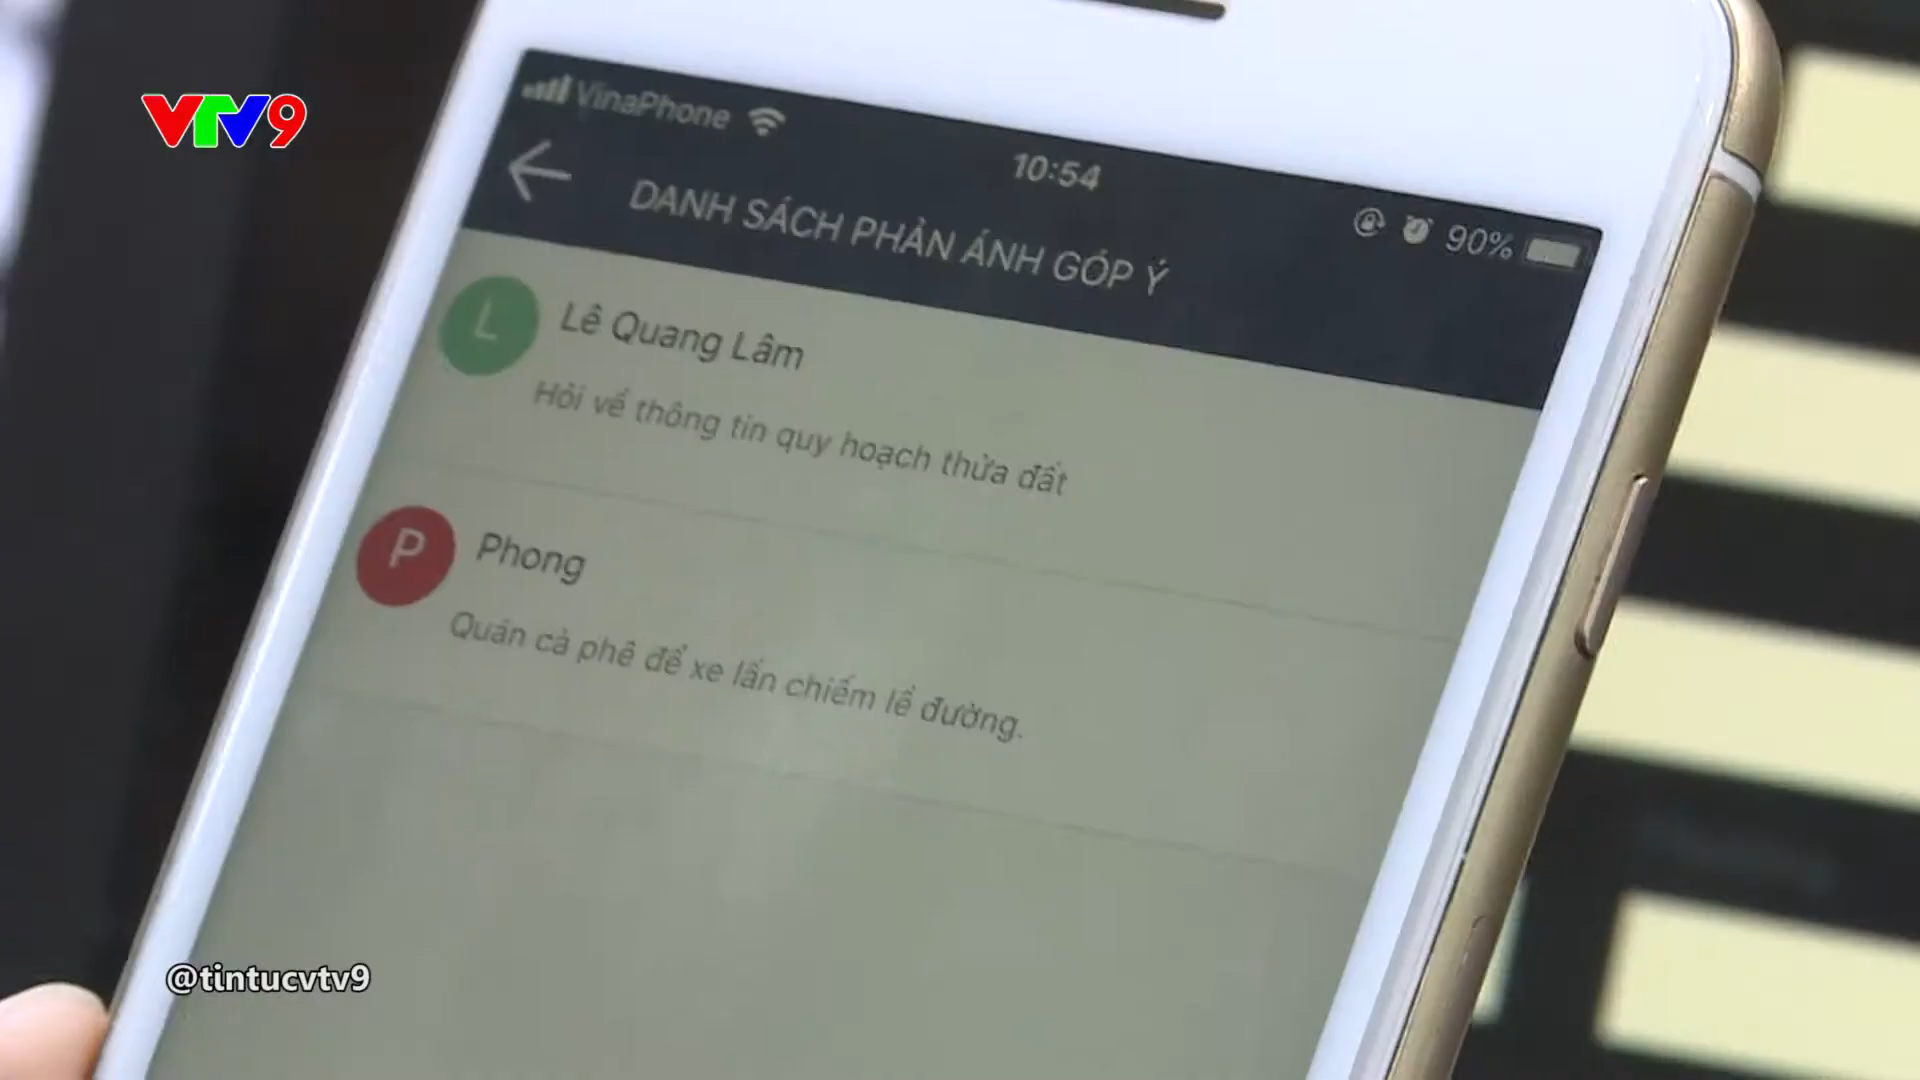 VTV9
VinaPhone
10:54
90%
DANH SÁCH PHẢN ÁNH GÓP Ý
L
Lê Quang Lâm
Hỏi về thông tin quy hoạch thửa đất
P
Phong
Quán cà phê để xe lấn chiếm lề đường.
@tintucvtv9